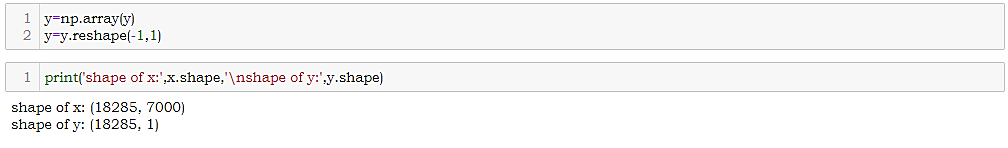 1 y=np.array(y)
2 y=y.reshape(-1,1)
1 print('shape of x:',x.shape,'\nshape of y:',y.shape)
shape of x: (18285, 7000)
shape of y: (18285, 1)